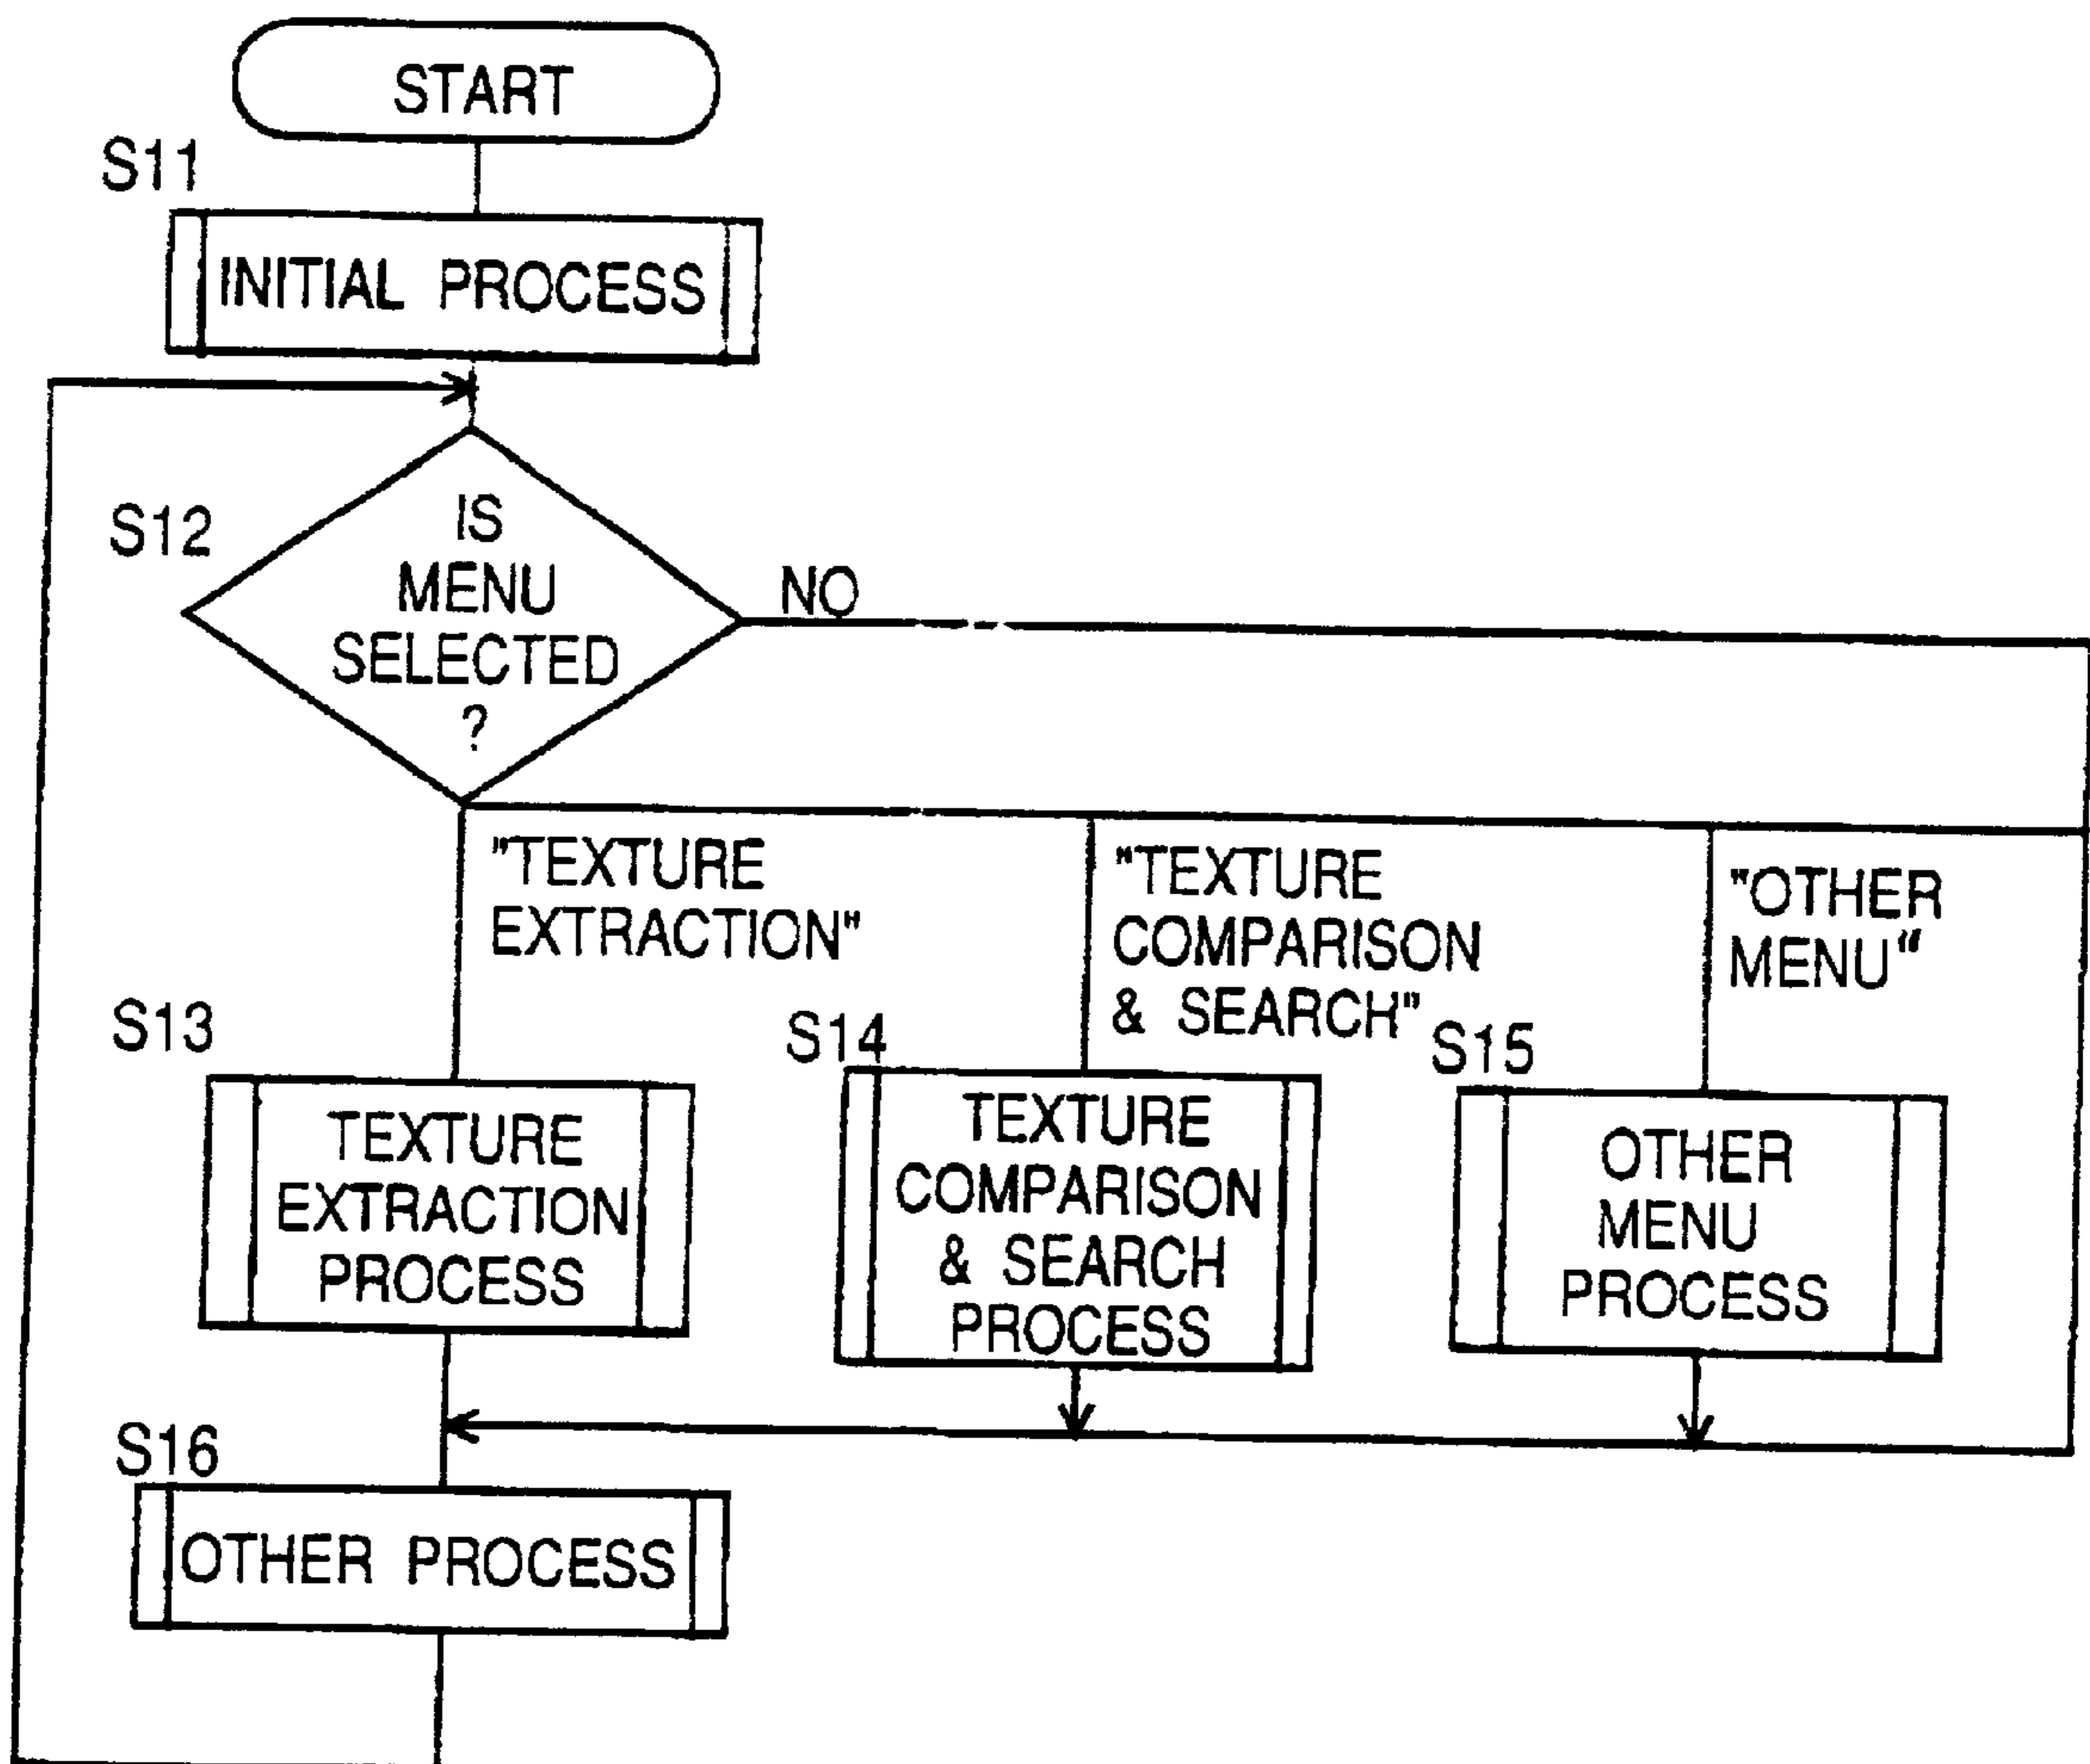 START
S11
INITIAL PROCESS
S12
IS
MENU
SELECTED
?
NO
"TEXTURE
EXTRACTION"
"TEXTURE
COMPARISON
& SEARCH"
"OTHER
MENU"
S13
TEXTURE
EXTRACTION
PROCESS
S14
TEXTURE
COMPARISON
& SEARCH
PROCESS
S15
OTHER
MENU
PROCESS
S16
OTHER PROCESS